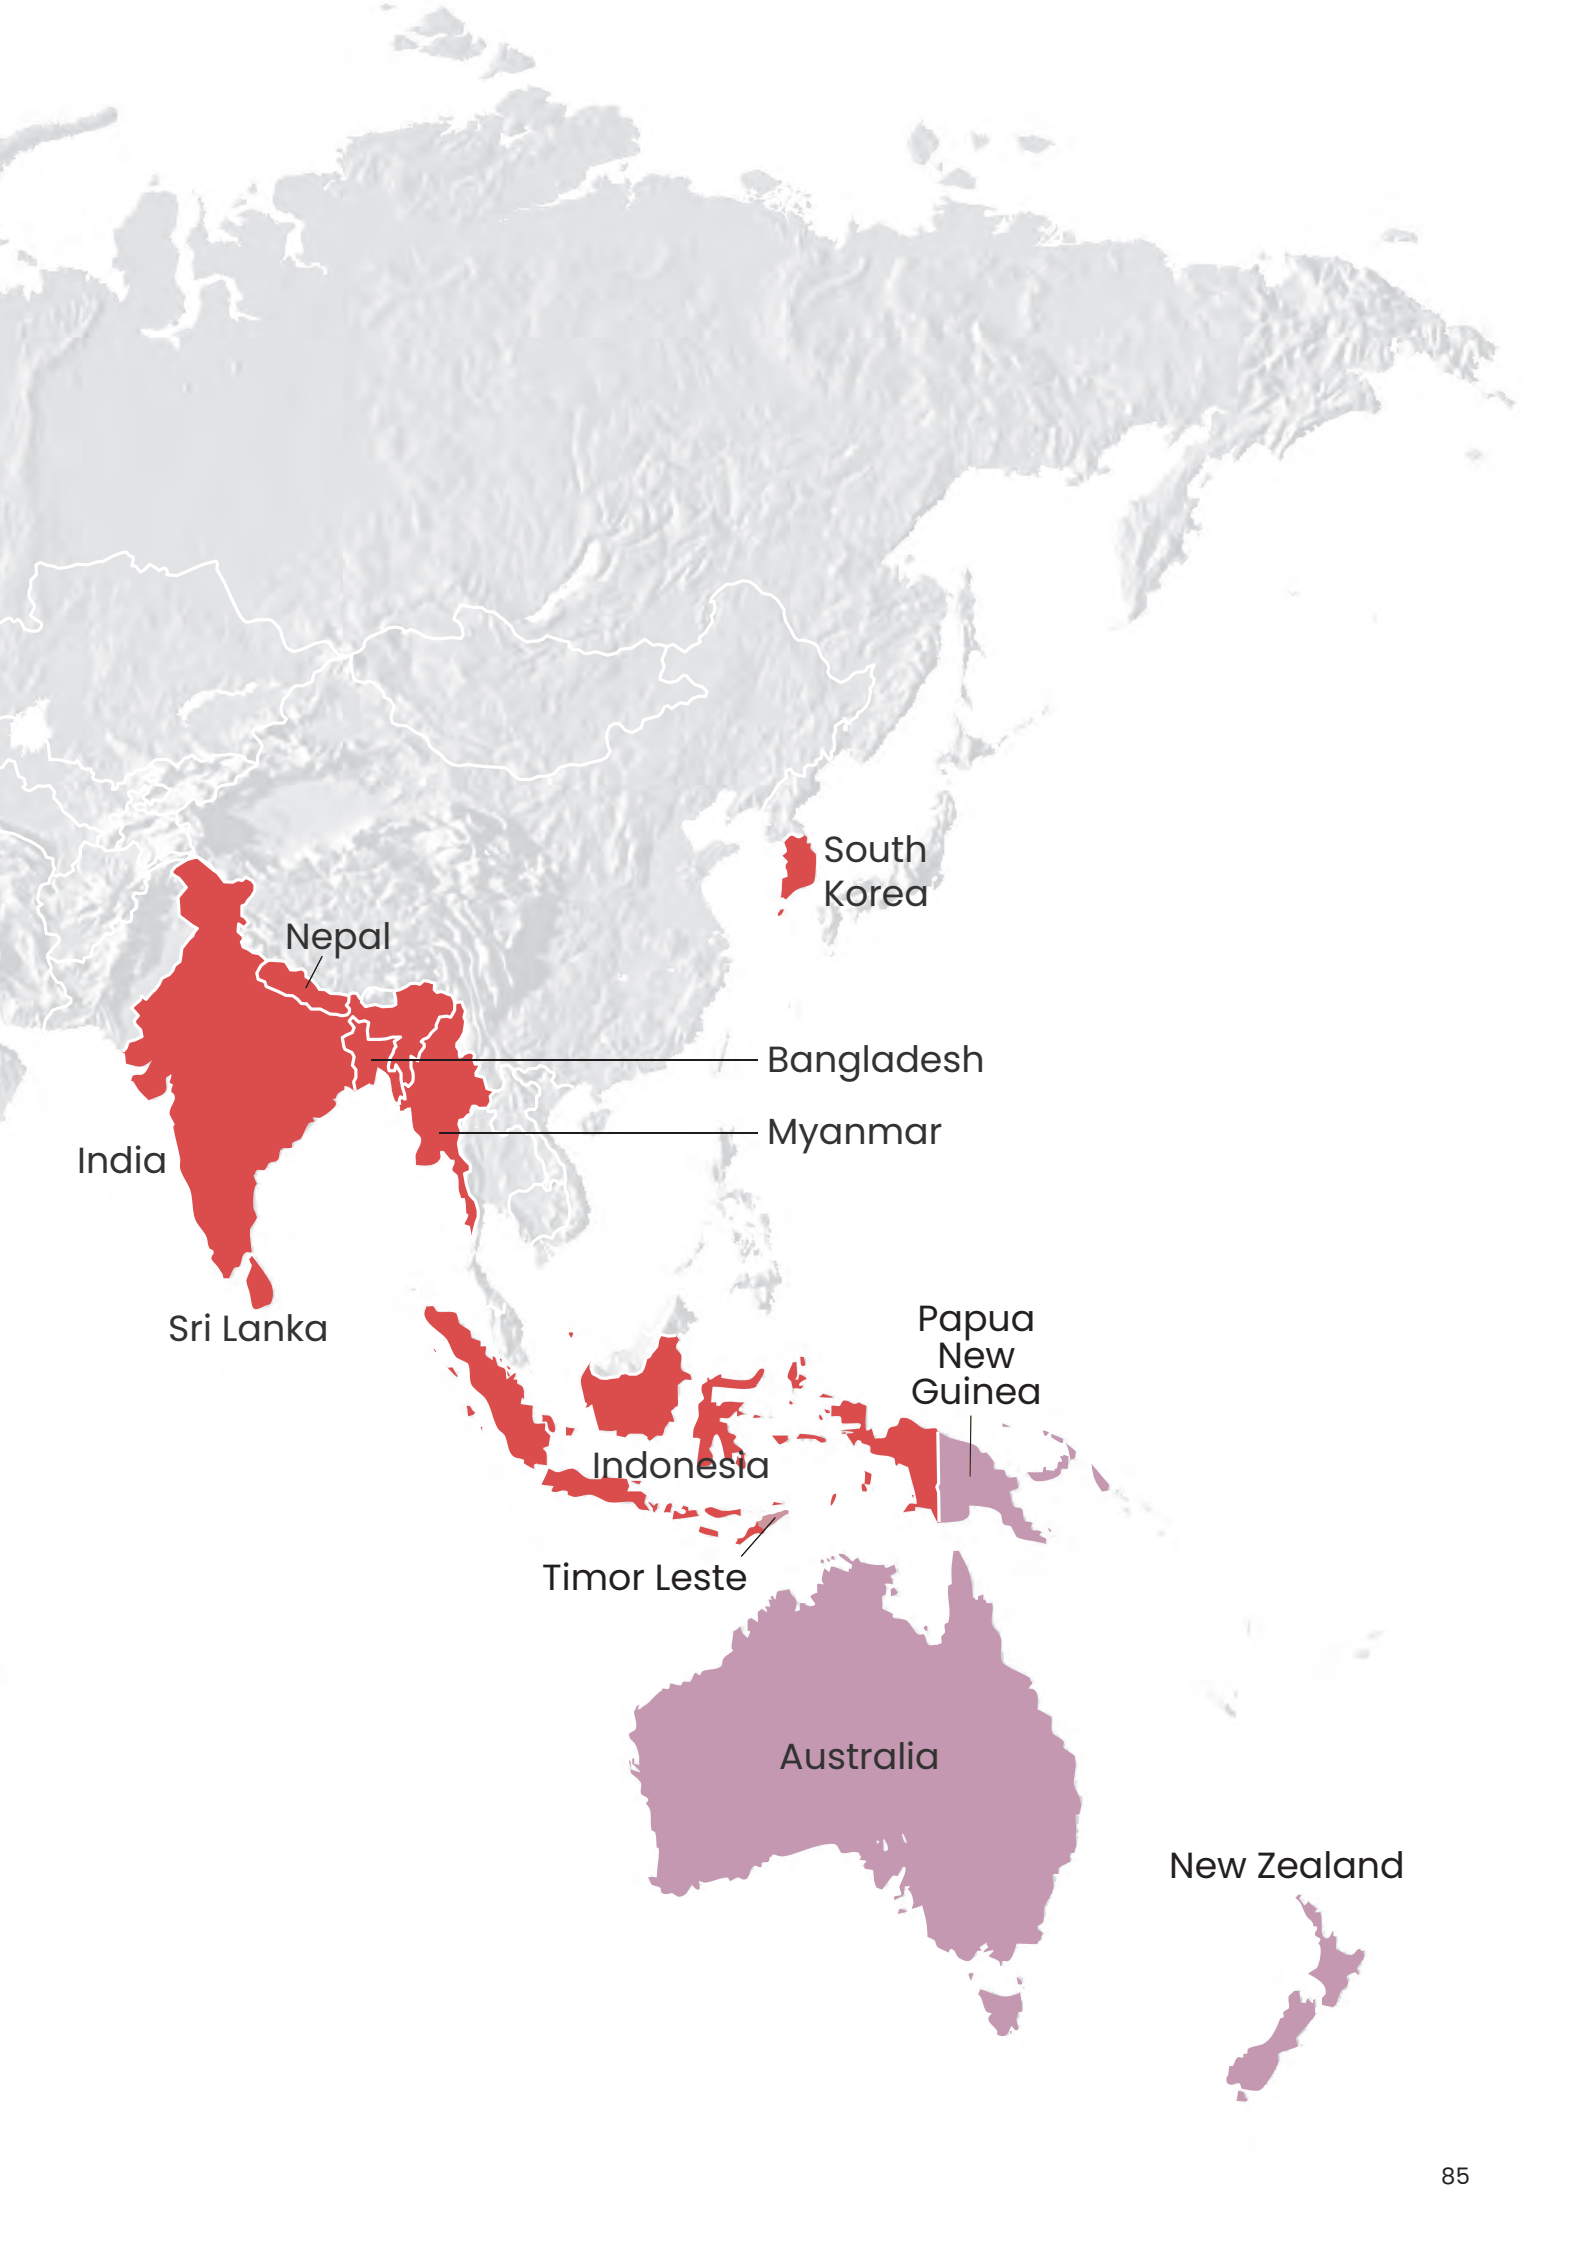 South
Korea
Nepal
Bangladesh
Myanmar
India
Sri Lanka
Papua
New
Guinea
Indonesia
Timor Leste
Australia
New Zealand
85